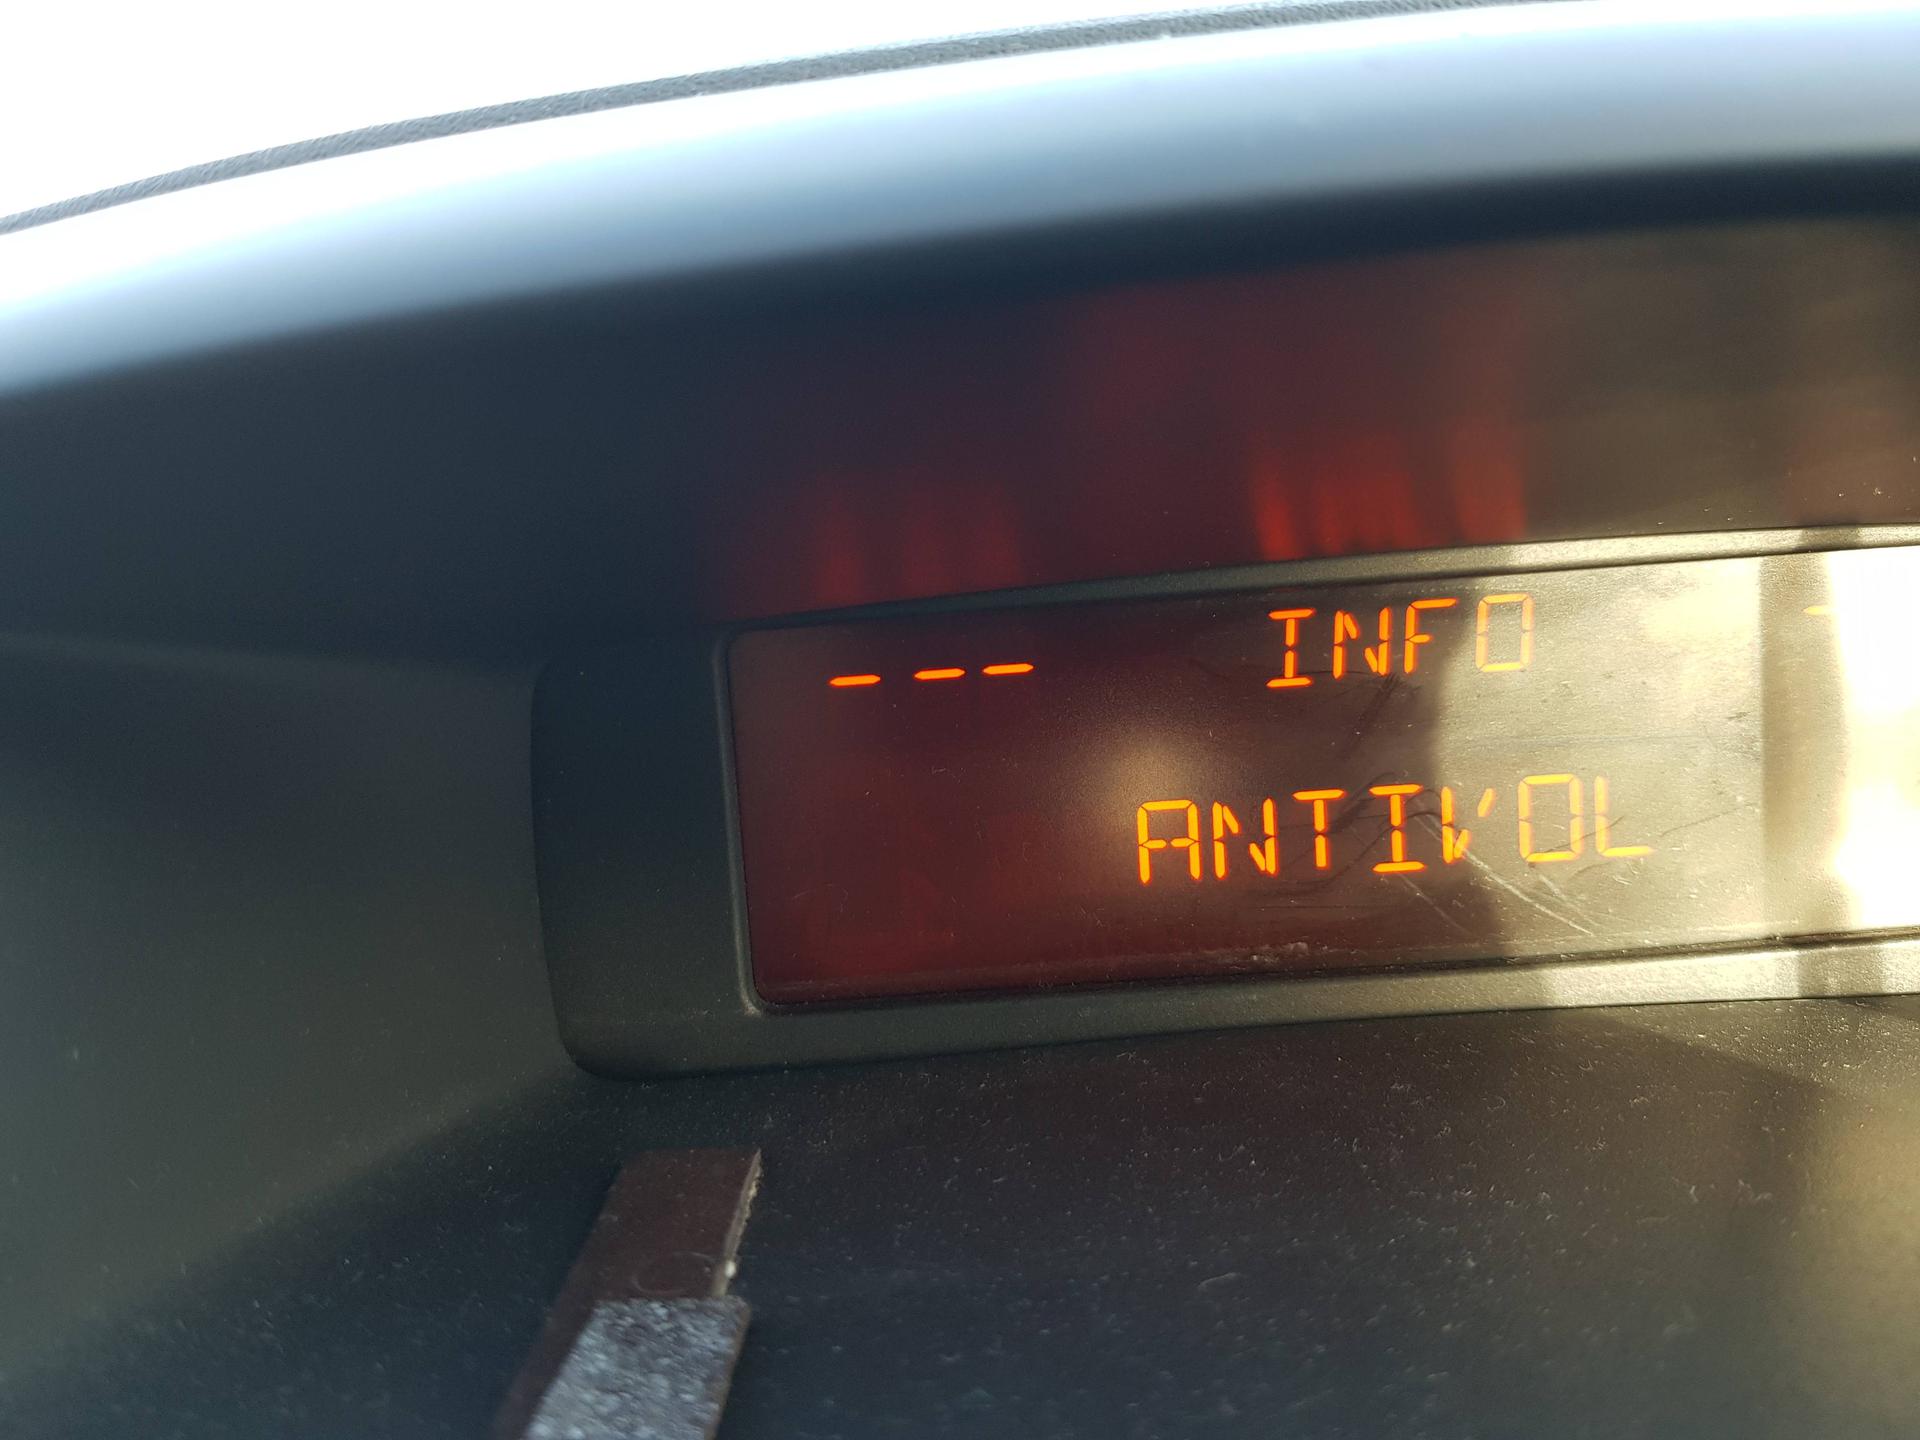 --- INFO
ANTIVOL